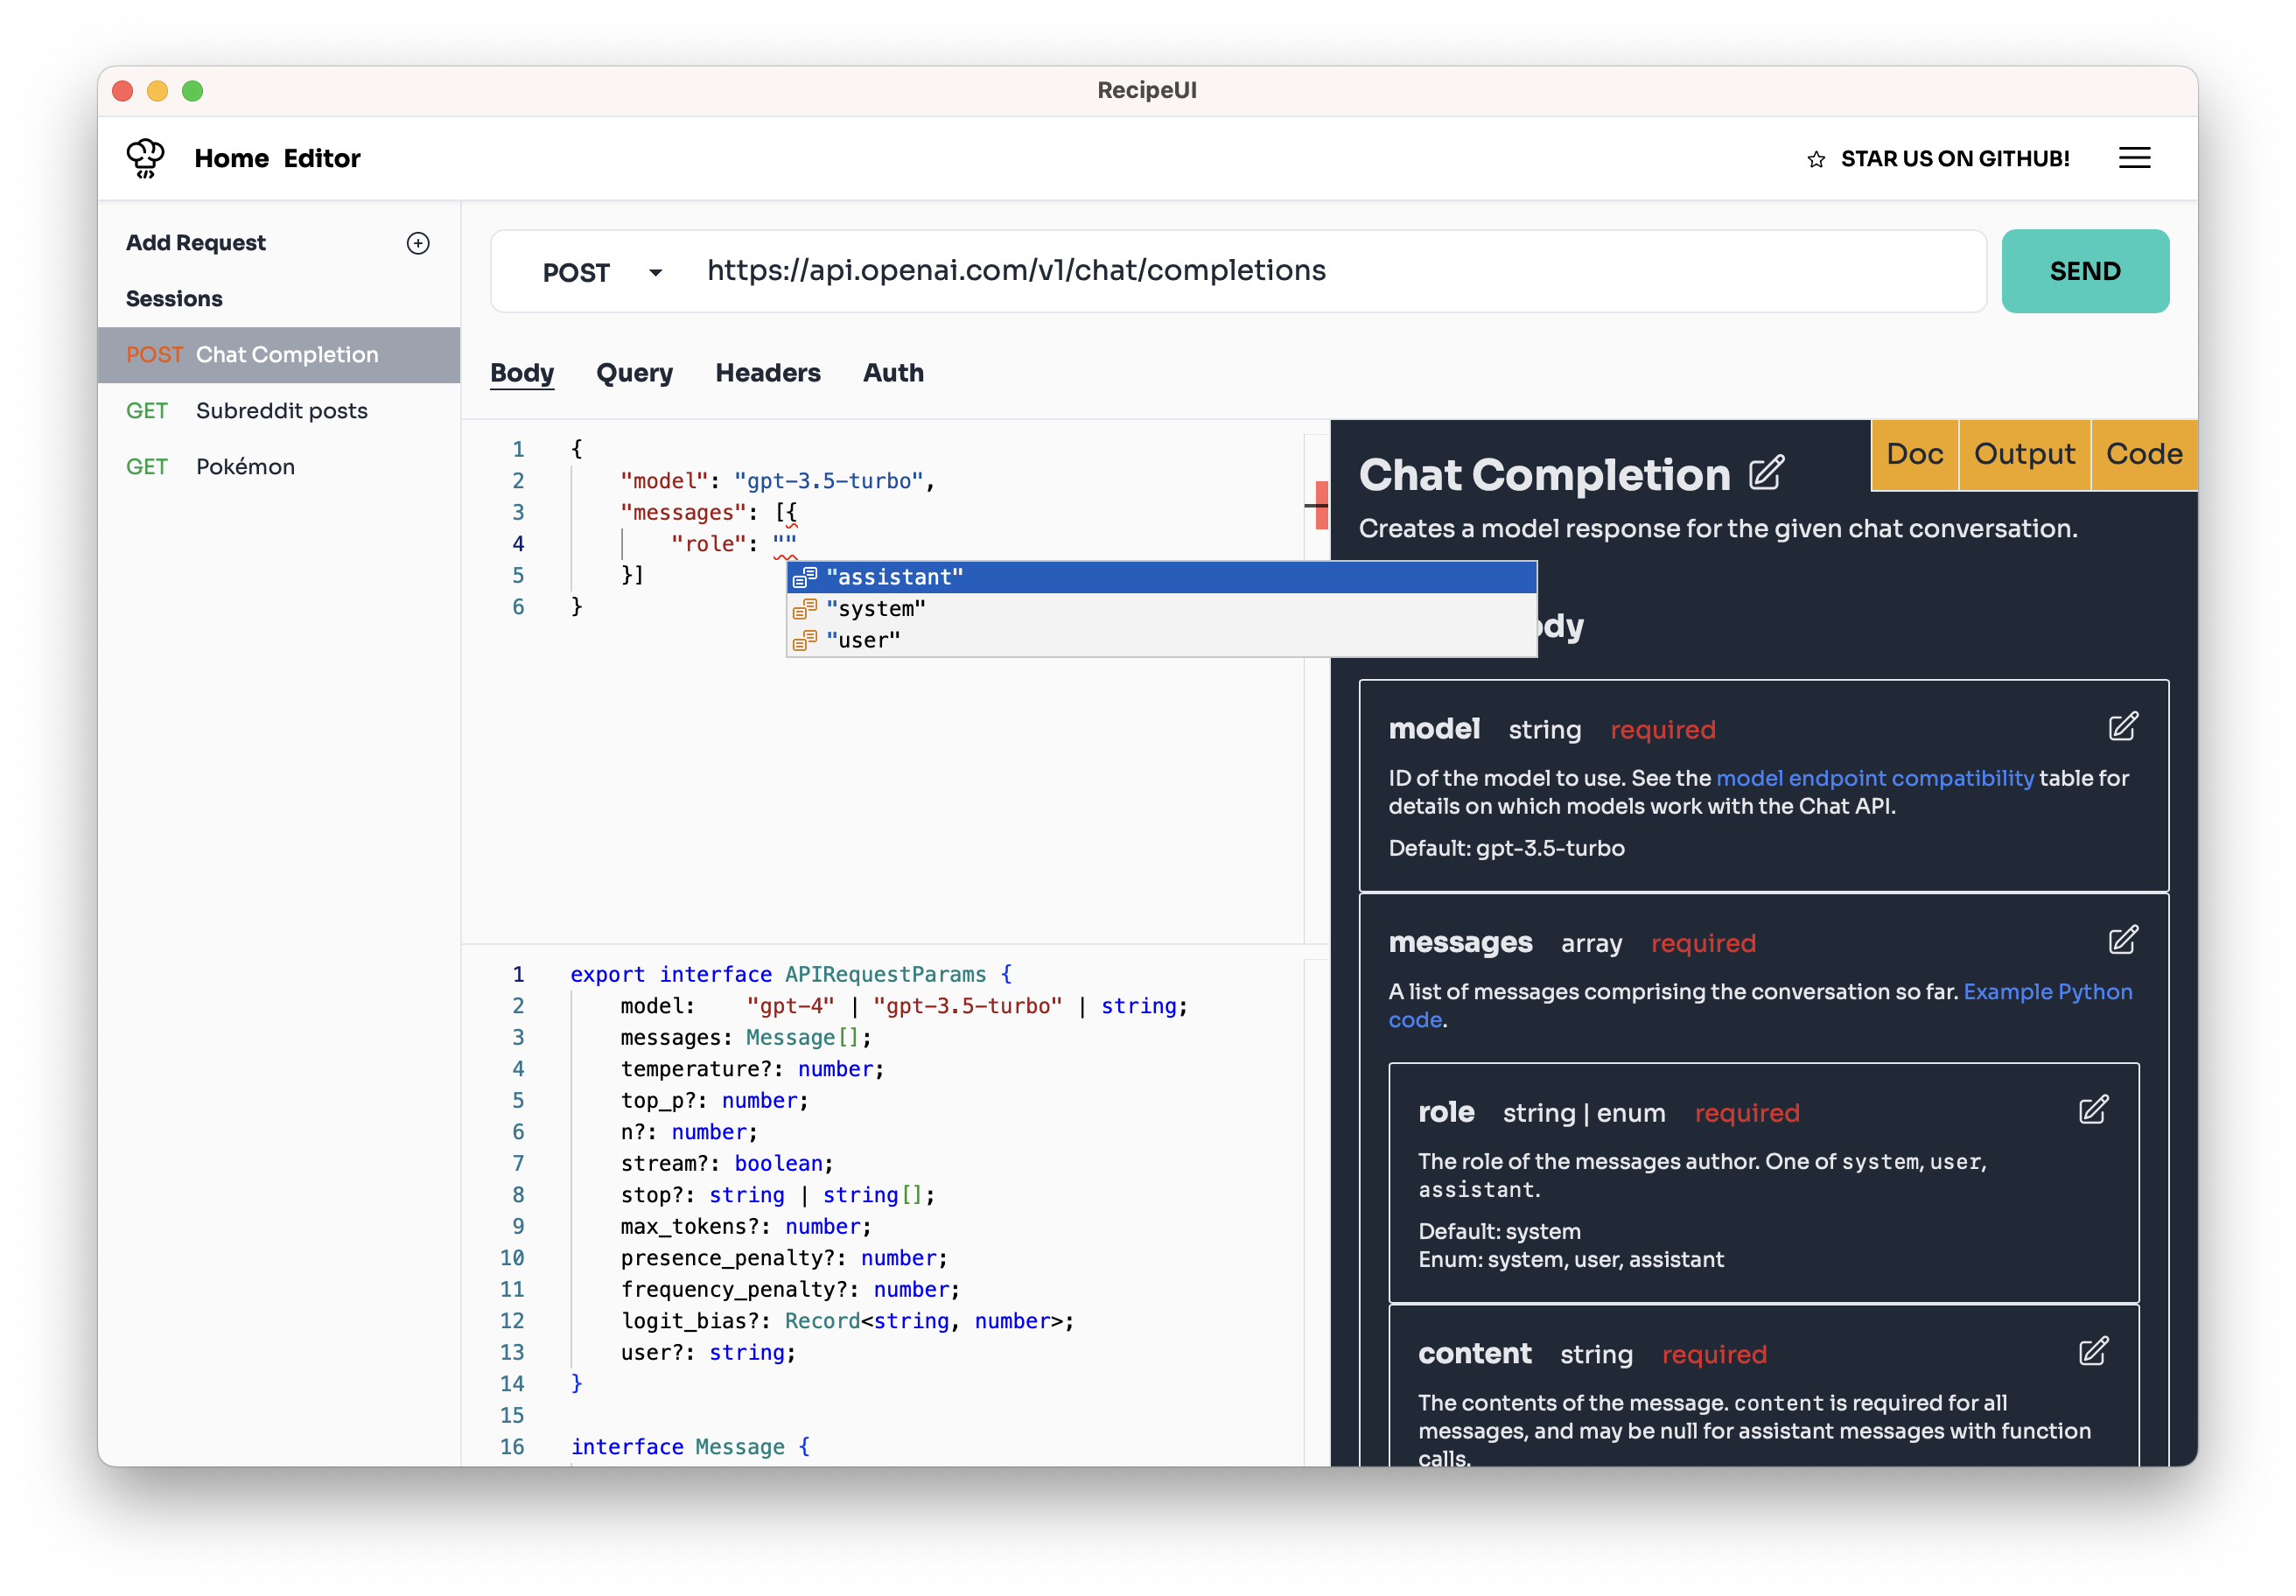 RecipeUI
Home Editor
STAR US ON GITHUB!
Add Request
Sessions
POST Chat Completion
GET Subreddit posts
GET Pokémon
POST https://api.openai.com/v1/chat/completions
SEND
Body Query Headers Auth
1 {
2 "model": "gpt-3.5-turbo",
3 "messages": [{
4 "role": ""
5 }]
6 }
"assistant"
"system"
"user"
1 export interface APIRequestParams {
2 model: "gpt-4" | "gpt-3.5-turbo" | string;
3 messages: Message[];
4 temperature?: number;
5 top_p?: number;
6 n?: number;
7 stream?: boolean;
8 stop?: string | string[];
9 max_tokens?: number;
10 presence_penalty?: number;
11 frequency_penalty?: number;
12 logit_bias?: Record<string, number>;
13 user?: string;
14 }
15
16 interface Message {
Doc Output Code
Chat Completion
Creates a model response for the given chat conversation.
model string required
ID of the model to use. See the model endpoint compatibility table for
details on which models work with the Chat API.
Default: gpt-3.5-turbo
messages array required
A list of messages comprising the conversation so far. Example Python
code.
role string | enum required
The role of the messages author. One of system, user,
assistant.
Default: system
Enum: system, user, assistant
content string required
The contents of the message. content is required for all
messages, and may be null for assistant messages with function
calls.